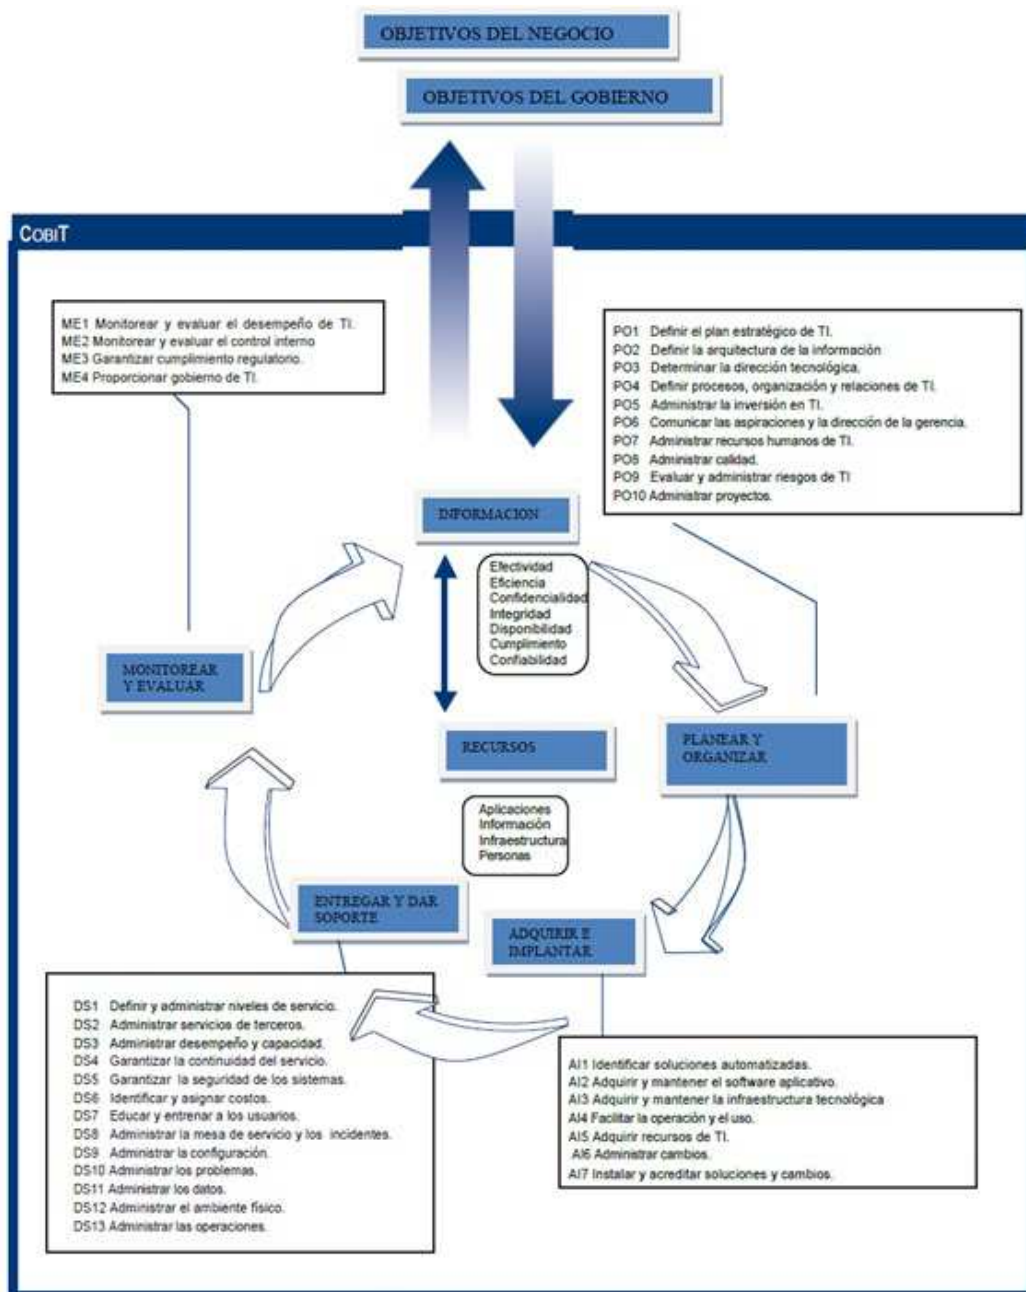 OBJETIVOS DEL NEGOCIO
OBJETIVOS DEL GOBIERNO
COBIT
ME1 Monitorear y evaluar el desempeño de TI.
ME2 Monitorear y evaluar el control interno
ME3 Garantizar cumplimiento regulatorio.
ME4 Proporcionar gobierno de TI.
PO1 Definir el plan estratégico de TI.
PO2 Definir la arquitectura de la información
PO3 Determinar la dirección tecnológica.
PO4 Definir procesos, organización y relaciones de TI.
PO5 Administrar la inversión en TI.
PO6 Comunicar las aspiraciones y la dirección de la gerencia.
PO7 Administrar recursos humanos de TI.
PO8 Administrar calidad.
PO9 Evaluar y administrar riesgos de TI
PO10 Administrar proyectos.
INFORMACION
Efectividad
Eficiencia
Confidencialidad
Integridad
Disponibilidad
Cumplimiento
Confiabilidad
MONITOREAR
Y EVALUAR
RECURSOS
PLANEAR Y
ORGANIZAR
Aplicaciones
Información
Infraestructura
Personas
ENTREGAR Y DAR
SOPORTE
ADQUIRIR E
IMPLANTAR
DS1 Definir y administrar niveles de servicio.
DS2 Administrar servicios de terceros.
DS3 Administrar desempeño y capacidad.
DS4 Garantizar la continuidad del servicio.
DS5 Garantizar la seguridad de los sistemas.
DS6 Identificar y asignar costos.
DS7 Educar y entrenar a los usuarios.
DS8 Administrar la mesa de servicio y los incidentes.
DS9 Administrar la configuración.
DS10 Administrar los problemas.
DS11 Administrar los datos.
DS12 Administrar el ambiente físico.
DS13 Administrar las operaciones.
AI1 Identificar soluciones automatizadas.
AI2 Adquirir y mantener el software aplicativo.
AI3 Adquirir y mantener la infraestructura tecnológica
AI4 Facilitar la operación y el uso.
AI5 Adquirir recursos de TI.
AI6 Administrar cambios.
AI7 Instalar y acreditar soluciones y cambios.